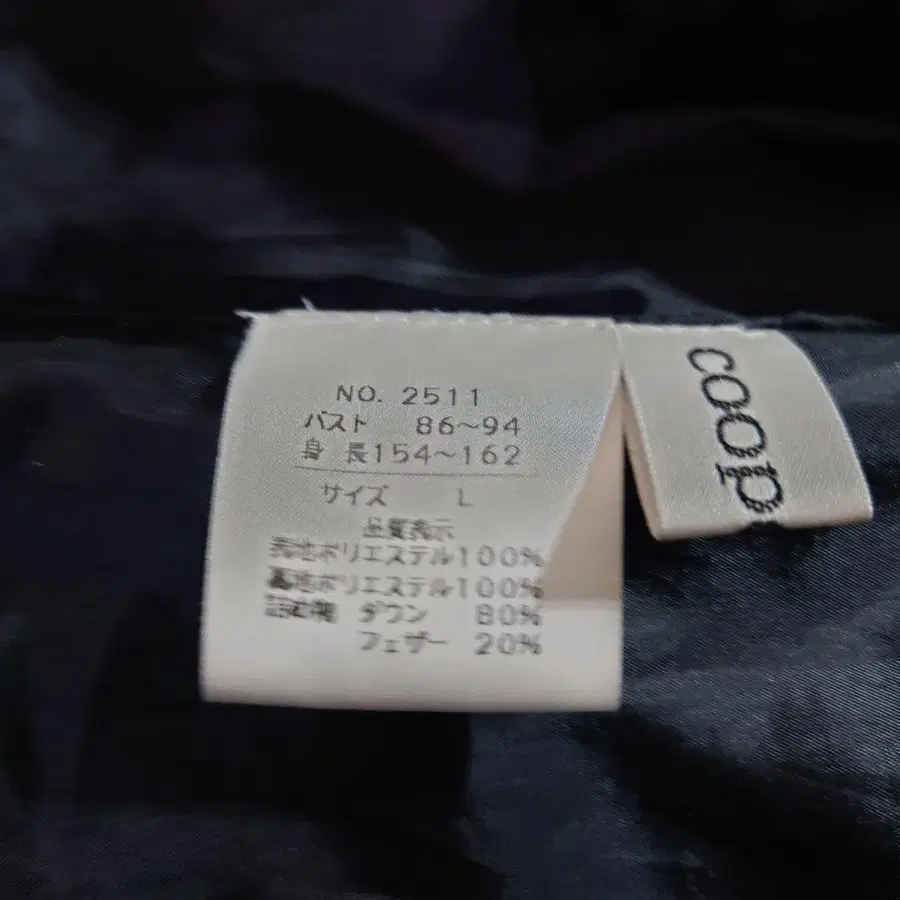 NO. 2511
バスト 86〜94
身 長154〜162
サイズ L
品質表示
表地ポリエステル100%
裏地ポリエステル100%
詰め物 ダウン 80%
フェザー 20%
coop